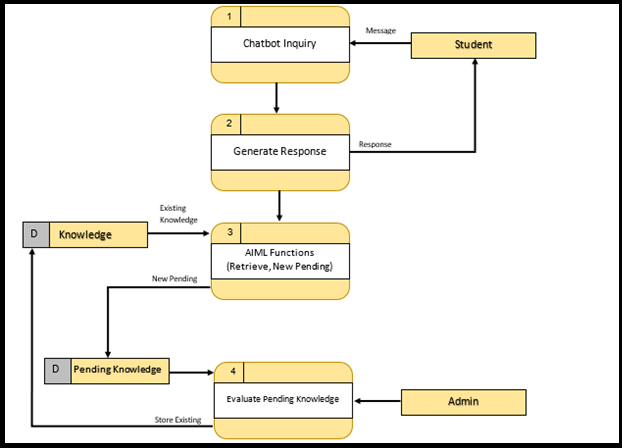 1
Chatbot Inquiry
Message
Student
2
Generate Response
Response
Existing
Knowledge
D Knowledge
3
AIML Functions
(Retrieve, New Pending)
New Pending
D Pending Knowledge
4
Evaluate Pending Knowledge
Admin
Store Existing